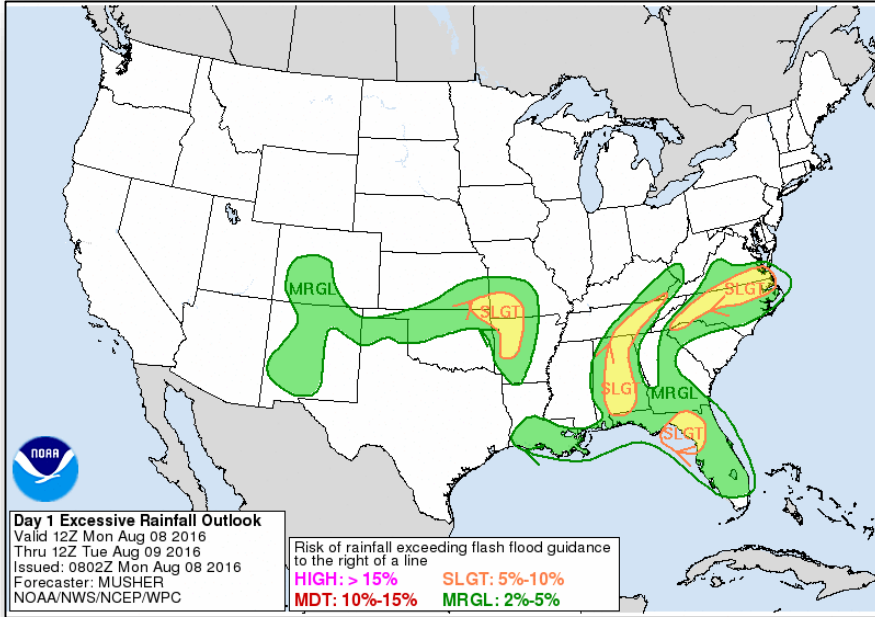 MRGL
SLGT
SLGT
SLGT
MRGL
SLGT
NOAA
Day 1 Excessive Rainfall Outlook
Valid 12Z Mon Aug 08 2016
Thru 12Z Tue Aug 09 2016
Issued: 0802Z Mon Aug 08 2016
Forecaster: MUSHER
NOAA/NWS/NCEP/WPC
Risk of rainfall exceeding flash flood guidance
to the right of a line
HIGH: > 15% SLGT: 5%-10%
MDT: 10%-15% MRGL: 2%-5%